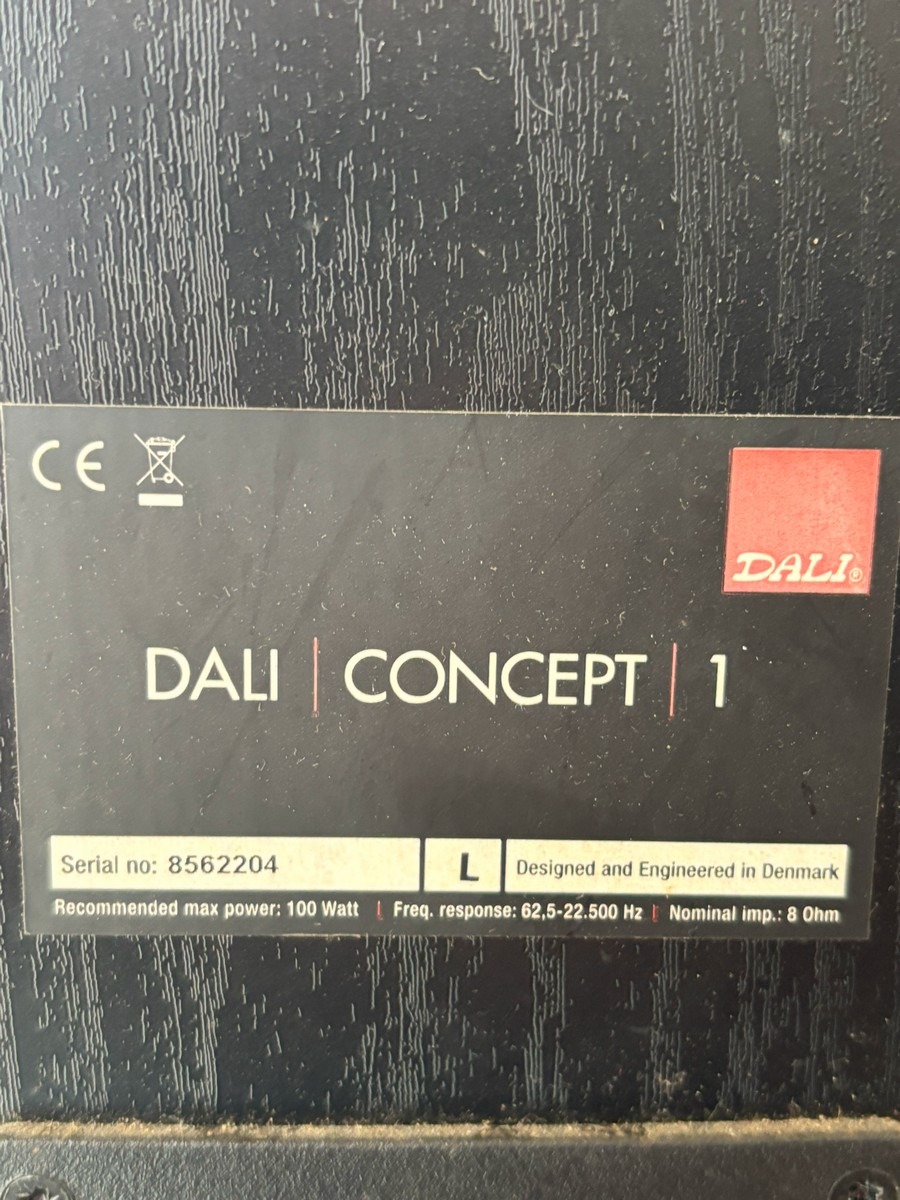 CE
DALI®
DALI | CONCEPT | 1
Serial no: 8562204 L Designed and Engineered in Denmark
Recommended max power: 100 Watt | Freq. response: 62,5-22.500 Hz | Nominal imp.: 8 Ohm